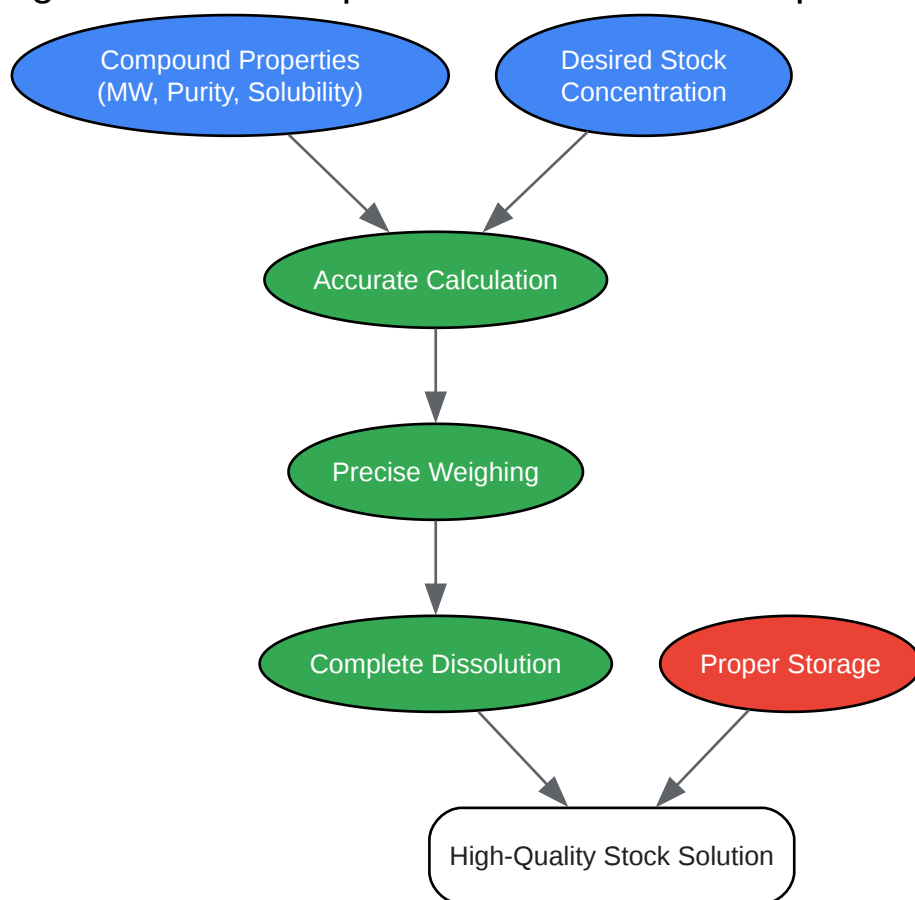 Compound Properties
(MW, Purity, Solubility)
Desired Stock
Concentration
Accurate Calculation
Precise Weighing
Complete Dissolution
Proper Storage
High-Quality Stock Solution